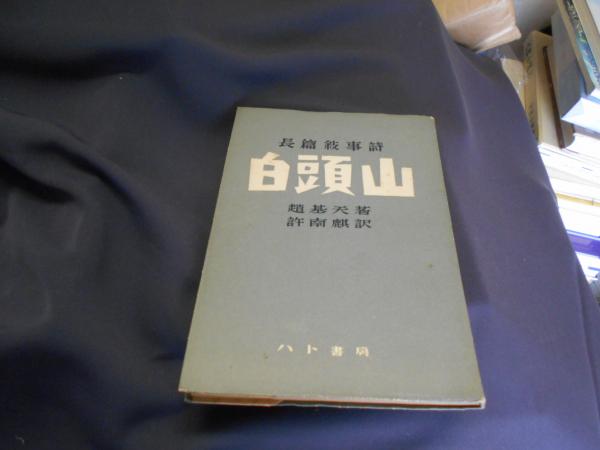 長篇敍事詩
白頭山
趙基天著
許南麒訳
ハト書房